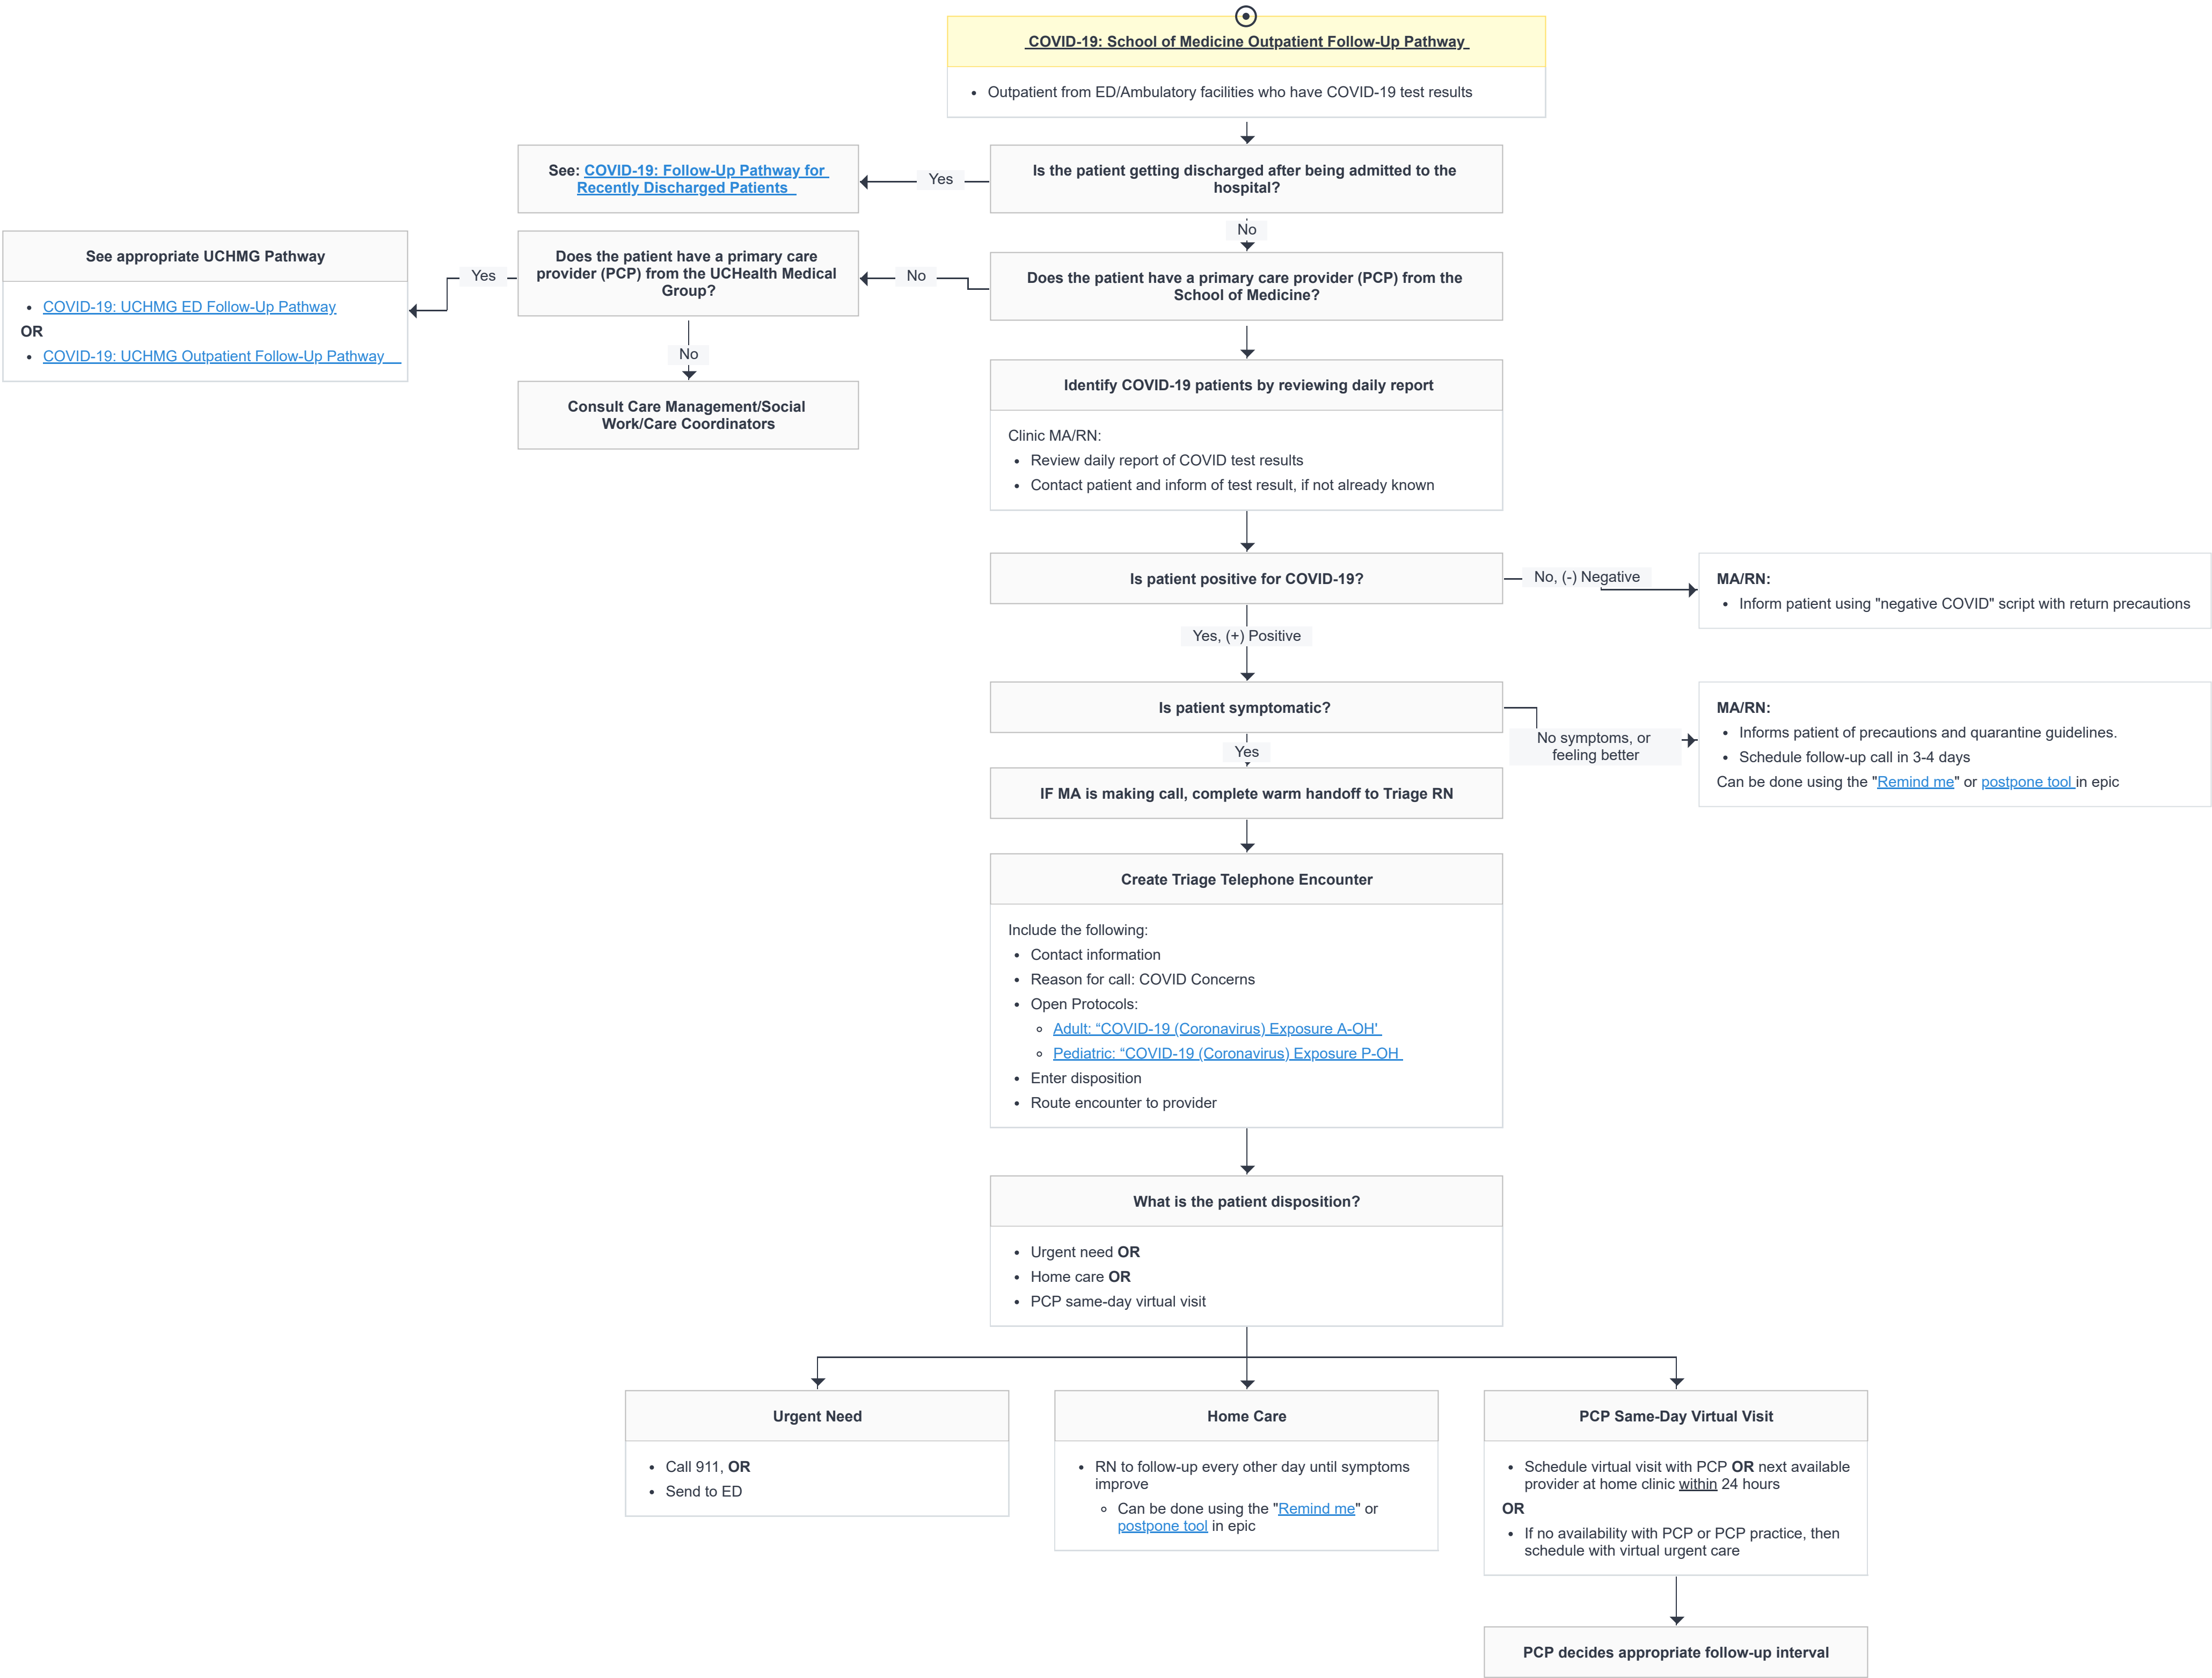 COVID-19: School of Medicine Outpatient Follow-Up Pathway
• Outpatient from ED/Ambulatory facilities who have COVID-19 test results
Is the patient getting discharged after being admitted to the
hospital?
Yes
See: COVID-19: Follow-Up Pathway for
Recently Discharged Patients
No
Does the patient have a primary care provider (PCP) from the
School of Medicine?
No
Does the patient have a primary care
provider (PCP) from the UCHealth Medical
Group?
Yes
See appropriate UCHMG Pathway
• COVID-19: UCHMG ED Follow-Up Pathway
OR
• COVID-19: UCHMG Outpatient Follow-Up Pathway
No
Consult Care Management/Social
Work/Care Coordinators
Identify COVID-19 patients by reviewing daily report
Clinic MA/RN:
• Review daily report of COVID test results
• Contact patient and inform of test result, if not already known
Is patient positive for COVID-19?
No, (-) Negative
MA/RN:
• Inform patient using "negative COVID" script with return precautions
Yes, (+) Positive
Is patient symptomatic?
No symptoms, or
feeling better
MA/RN:
• Informs patient of precautions and quarantine guidelines.
• Schedule follow-up call in 3-4 days
Can be done using the "Remind me" or postpone tool in epic
Yes
IF MA is making call, complete warm handoff to Triage RN
Create Triage Telephone Encounter
Include the following:
• Contact information
• Reason for call: COVID Concerns
• Open Protocols:
◦ Adult: “COVID-19 (Coronavirus) Exposure A-OH'
◦ Pediatric: “COVID-19 (Coronavirus) Exposure P-OH
• Enter disposition
• Route encounter to provider
What is the patient disposition?
• Urgent need OR
• Home care OR
• PCP same-day virtual visit
Urgent Need
• Call 911, OR
• Send to ED
Home Care
• RN to follow-up every other day until symptoms
improve
◦ Can be done using the "Remind me" or
postpone tool in epic
PCP Same-Day Virtual Visit
• Schedule virtual visit with PCP OR next available
provider at home clinic within 24 hours
OR
• If no availability with PCP or PCP practice, then
schedule with virtual urgent care
PCP decides appropriate follow-up interval